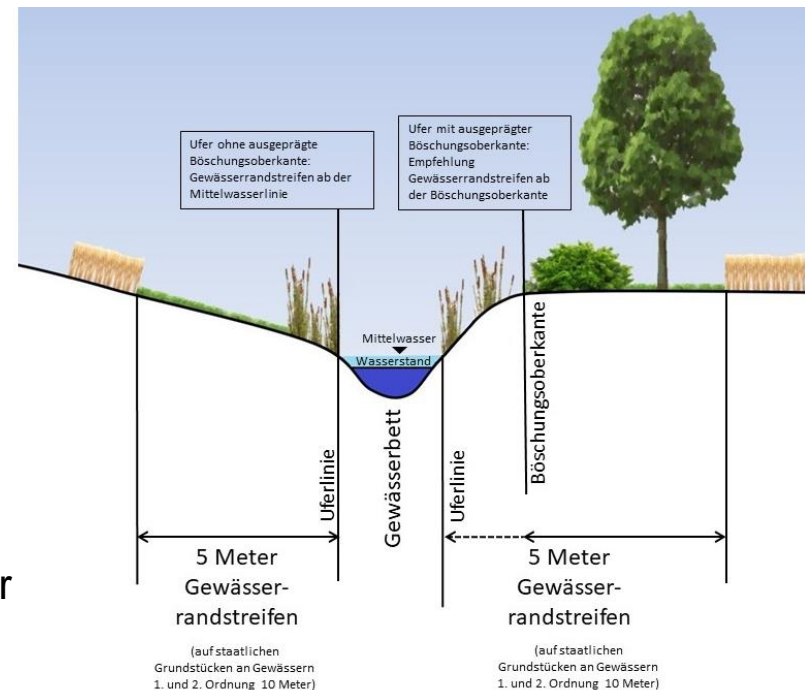 Ufer ohne ausgeprägte
Böschungsoberkante:
Gewässerrandstreifen ab der
Mittelwasserlinie
Ufer mit ausgeprägter
Böschungsoberkante:
Empfehlung
Gewässerrandstreifen ab
der Böschungsoberkante
Mittelwasser
Wasserstand
Uferlinie
Gewässerbett
Uferlinie
Böschungsoberkante
r
5 Meter
Gewässer-
randstreifen
(auf staatlichen
Grundstücken an Gewässern
1. und 2. Ordnung 10 Meter)
5 Meter
Gewässer-
randstreifen
(auf staatlichen
Grundstücken an Gewässern
1. und 2. Ordnung 10 Meter)